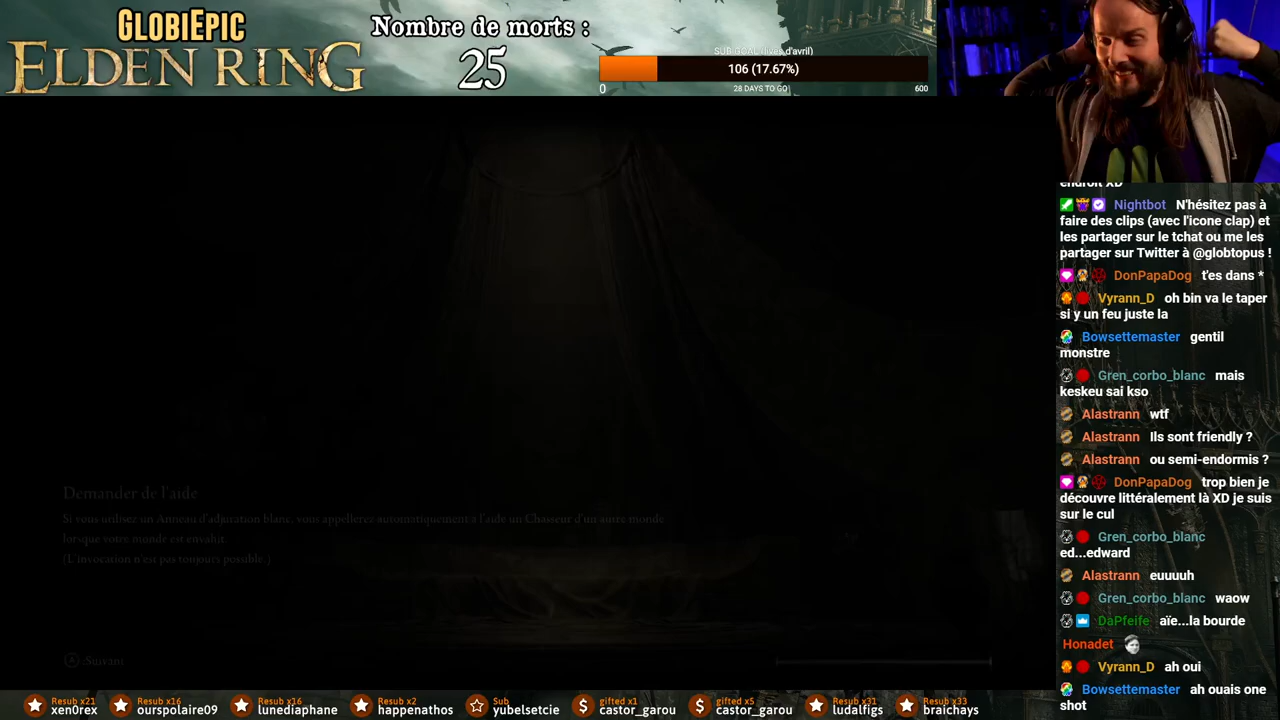 GLOBIEPIC
ELDEN RING
Nombre de morts :
25
SUB GOAL (lives d'avril)
106 (17.67%)
0
28 DAYS TO GO
600
endroit XD
Nightbot N'hésitez pas à
faire des clips (avec l'icone clap) et
les partager sur le tchat ou me les
partager sur Twitter à @globtopus !
DonPapaDog t'es dans *
Vyrann_D oh bin va le taper
si y un feu juste la
Bowsettemaster gentil
monstre
Gren_corbo_blanc mais
keskeu sai kso
Alastrann wtf
Alastrann Ils sont friendly ?
Alastrann ou semi-endormis ?
DonPapaDog trop bien je
découvre littéralement là XD je suis
sur le cul
Gren_corbo_blanc
ed...edward
Alastrann euuuuh
Gren_corbo_blanc waow
DaPfeife aïe...la bourde
Honadet
Vyrann_D ah oui
Bowsettemaster ah ouais one
shot
Demander de l'aide
Si vous utilisez un Anneau d'adjuration blanc, vous appellerez automatiquement à l'aide un Chasseur d'un autre monde
lorsque votre monde est envahit.
(L'invocation n'est pas toujours possible.)
A :Suivant
Resub x21
xen0rex
Resub x16
ourspolaire09
Resub x16
lunediaphane
Resub x2
happenathos
Sub
yubelsetcie
gifted x1
castor_garou
gifted x5
castor_garou
Resub x31
ludalfigs
Resub x33
braichays